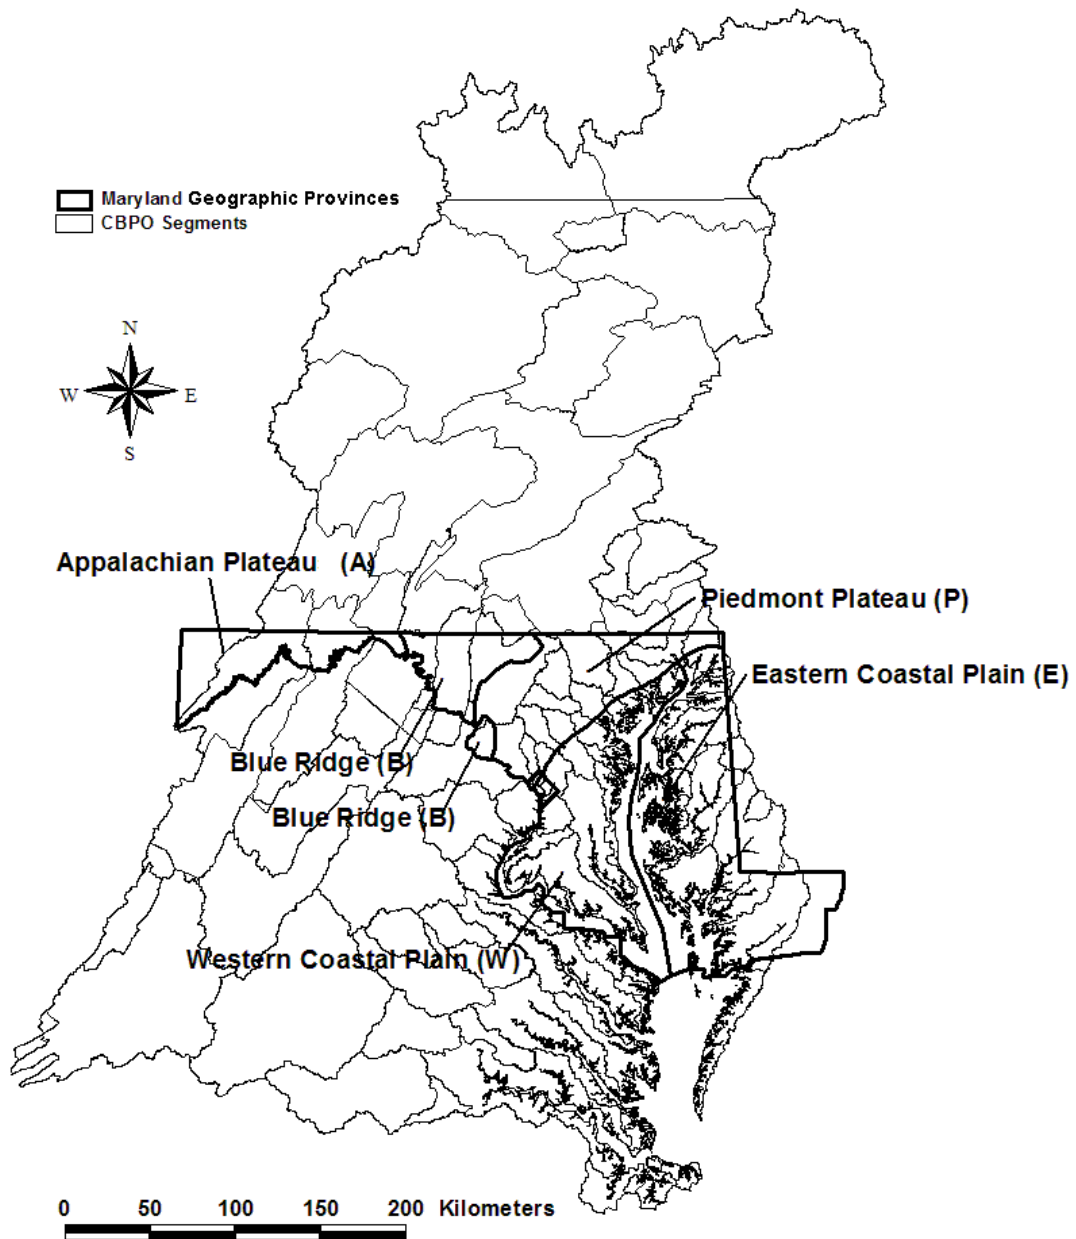 Maryland Geographic Provinces
CBPO Segments
N
W E
S
Appalachian Plateau (A)
Piedmont Plateau (P)
Eastern Coastal Plain (E)
Blue Ridge (B)
Blue Ridge (B)
Western Coastal Plain (W)
0 50 100 150 200 Kilometers